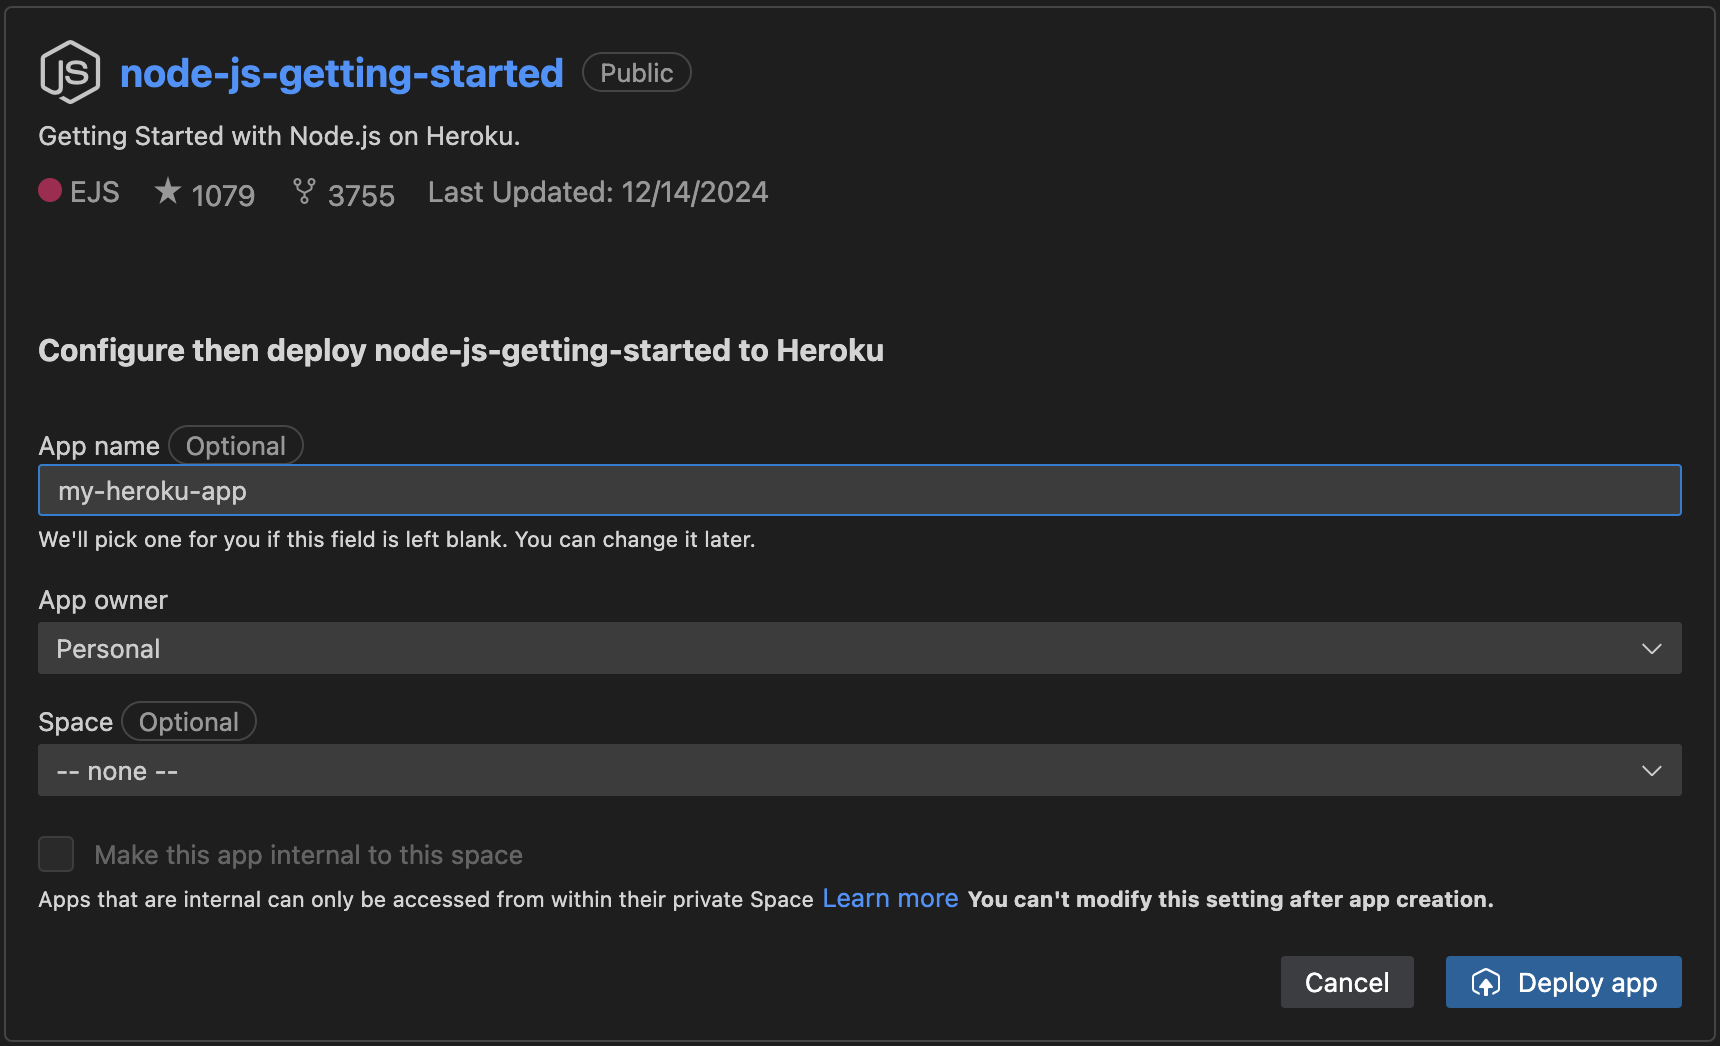 JS node-js-getting-started Public
Getting Started with Node.js on Heroku.
EJS 1079 3755 Last Updated: 12/14/2024
Configure then deploy node-js-getting-started to Heroku
App name Optional
my-heroku-app
We'll pick one for you if this field is left blank. You can change it later.
App owner
Personal
Space Optional
-- none --
Make this app internal to this space
Apps that are internal can only be accessed from within their private Space Learn more You can't modify this setting after app creation.
Cancel Deploy app